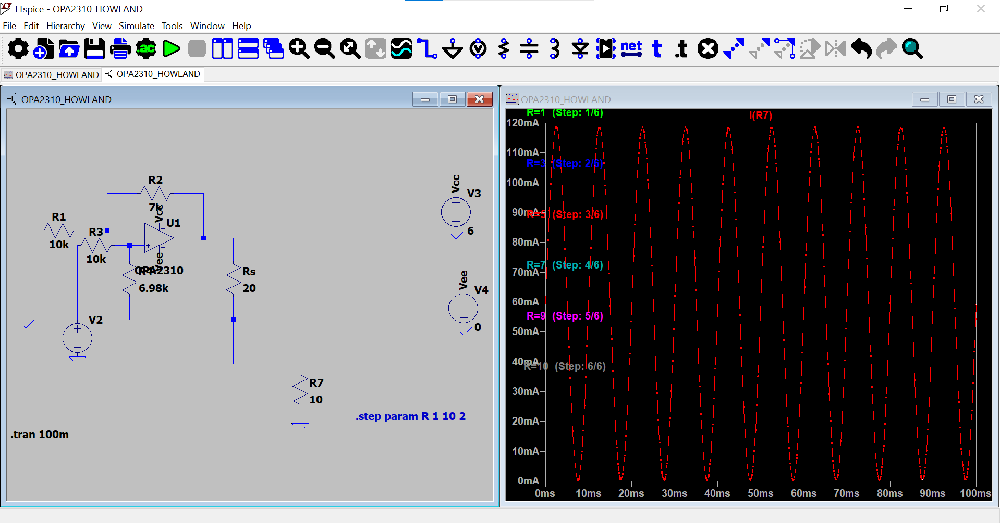 LTspice - OPA2310_HOWLAND
File Edit Hierarchy View Simulate Tools Window Help
.ac
net
t
.t
OPA2310_HOWLAND
OPA2310_HOWLAND
OPA2310_HOWLAND
R2
7k
Vcc
U1
R1
10k
R3
10k
Vee
R4
OPA2310
6.98k
Rs
20
V2
R7
10
Vcc
V3
6
Vee
V4
0
.step param R 1 10 2
.tran 100m
OPA2310_HOWLAND
R=1 (Step: 1/6)
I(R7)
120mA
110mA
R=3 (Step: 2/6)
100mA
90mA
R=5 (Step: 3/6)
80mA
R=7 (Step: 4/6)
70mA
60mA
R=9 (Step: 5/6)
50mA
40mA
R=10 (Step: 6/6)
30mA
20mA
10mA
0mA
0ms 10ms 20ms 30ms 40ms 50ms 60ms 70ms 80ms 90ms 100ms